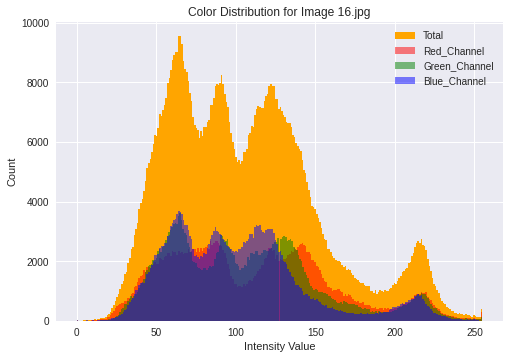 Color Distribution for Image 16.jpg
10000
8000
6000
4000
2000
0
Count
Total
Red_Channel
Green_Channel
Blue_Channel
0 50 100 150 200 250
Intensity Value